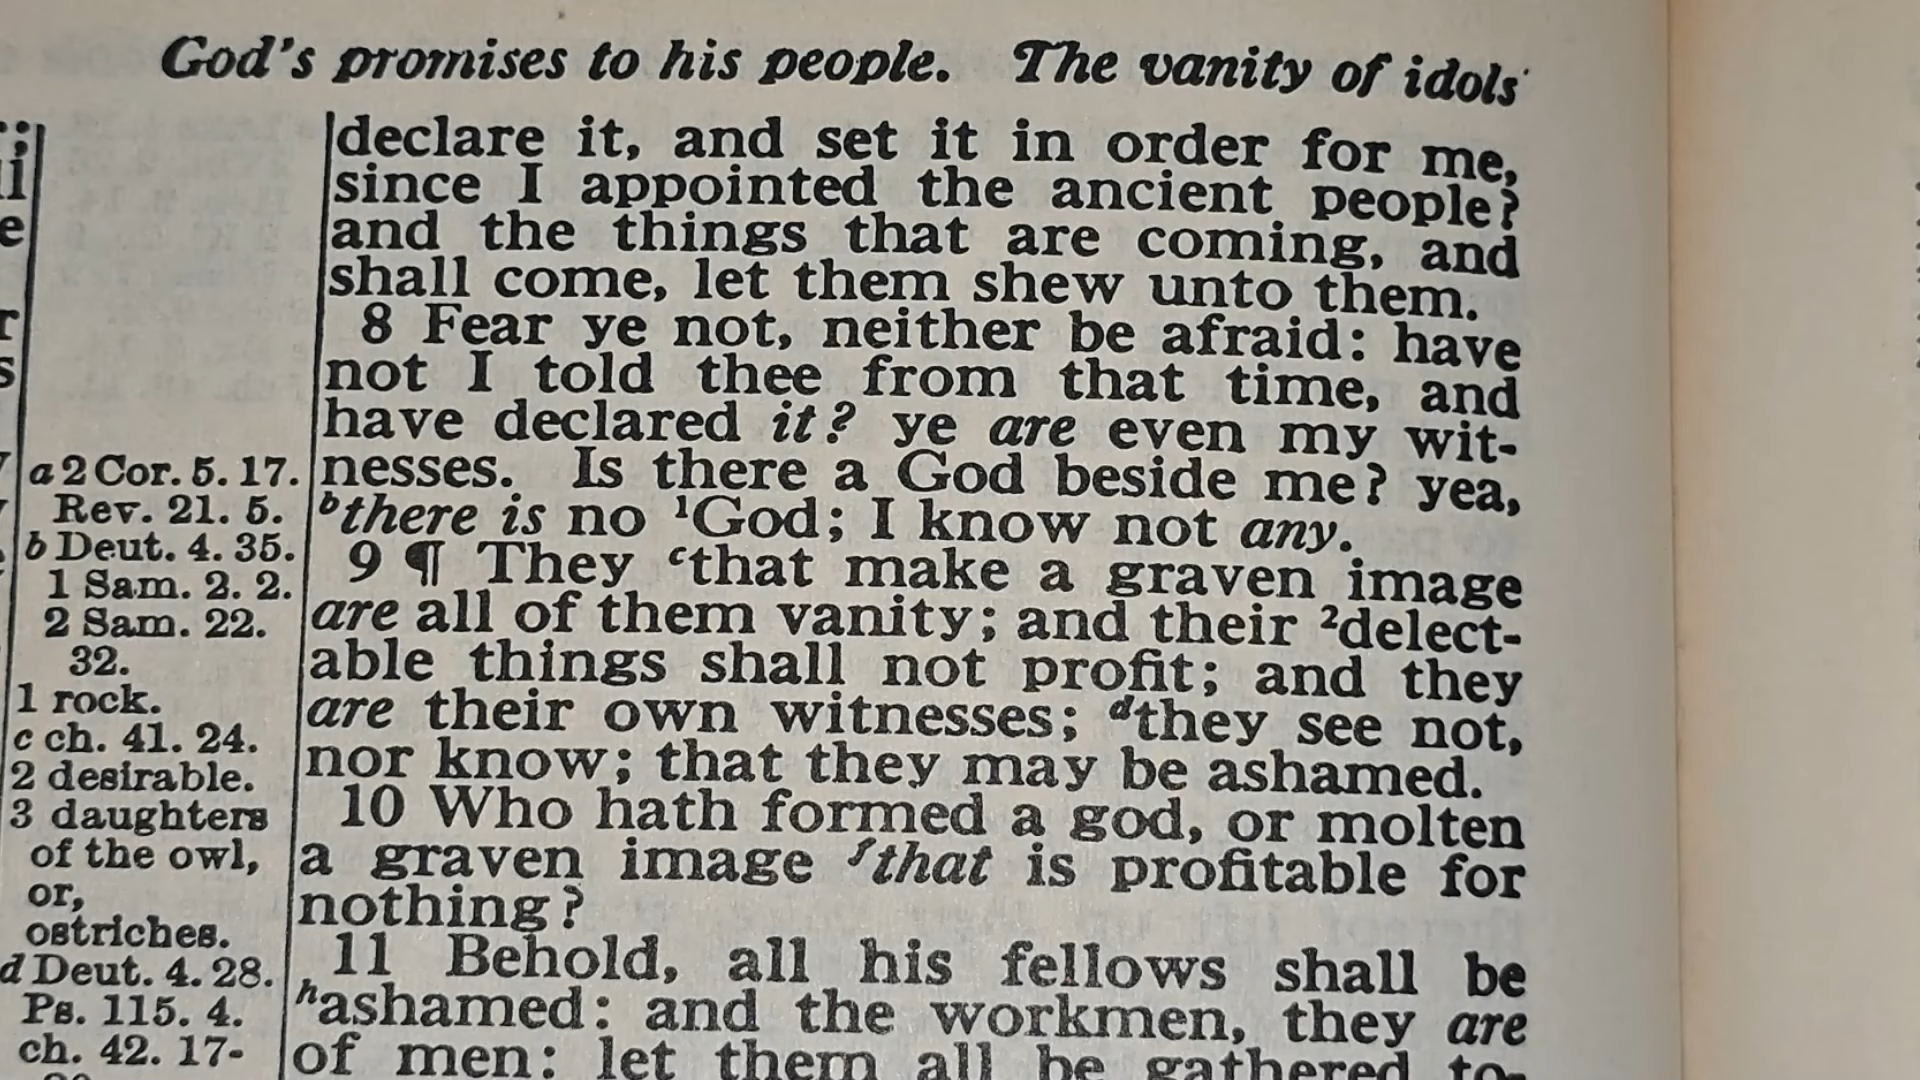 God's promises to his people. The vanity of idols
a 2 Cor. 5. 17.
Rev. 21. 5.
b Deut. 4. 35.
1 Sam. 2. 2.
2 Sam. 22.
32.
1 rock.
c ch. 41. 24.
2 desirable.
3 daughters
of the owl,
or,
ostriches.
d Deut. 4. 28.
Ps. 115. 4.
ch. 42. 17-
declare it, and set it in order for me,
since I appointed the ancient people?
and the things that are coming, and
shall come, let them shew unto them.
8 Fear ye not, neither be afraid: have
not I told thee from that time, and
have declared it? ye are even my wit-
nesses. Is there a God beside me? yea,
bthere is no 1God; I know not any.
9 ¶ They cthat make a graven image
are all of them vanity; and their 2delect-
able things shall not profit; and they
are their own witnesses; dthey see not,
nor know; that they may be ashamed.
10 Who hath formed a god, or molten
a graven image fthat is profitable for
nothing?
11 Behold, all his fellows shall be
hashamed: and the workmen, they are
of men: let them all be gathered to-